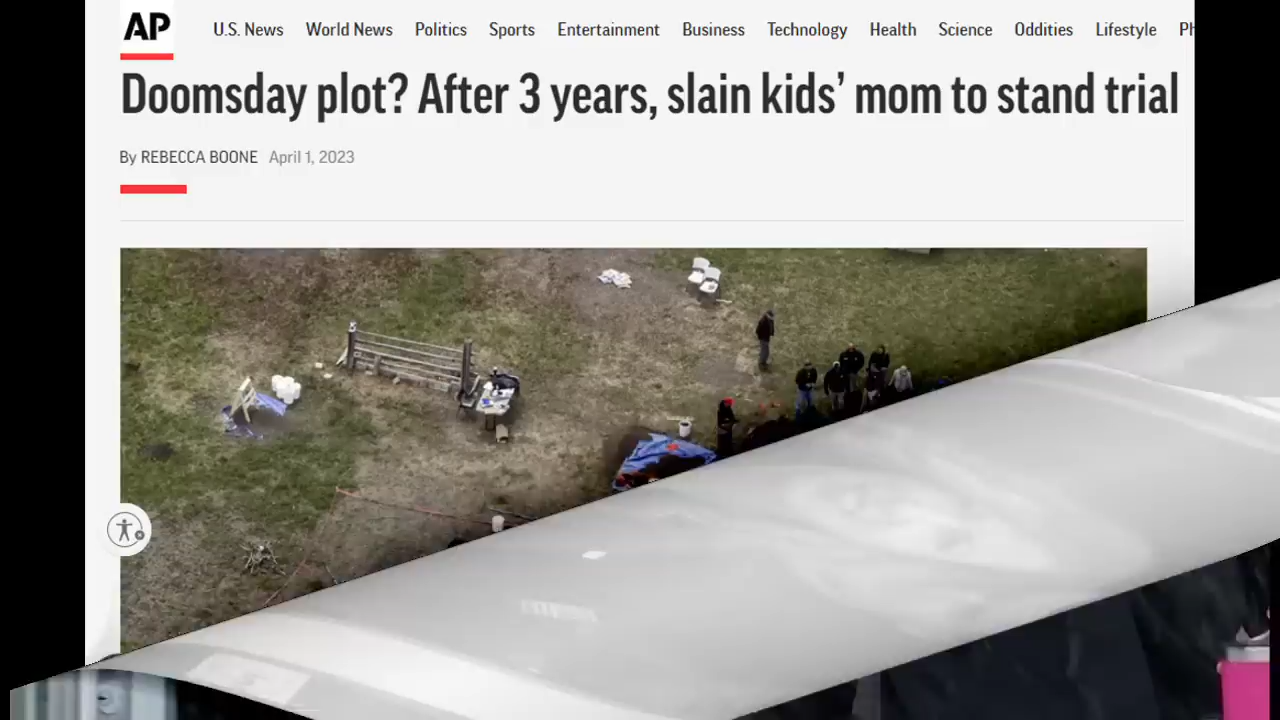 AP
U.S. News World News Politics Sports Entertainment Business Technology Health Science Oddities Lifestyle
Doomsday plot? After 3 years, slain kids’ mom to stand trial
By REBECCA BOONE April 1, 2023